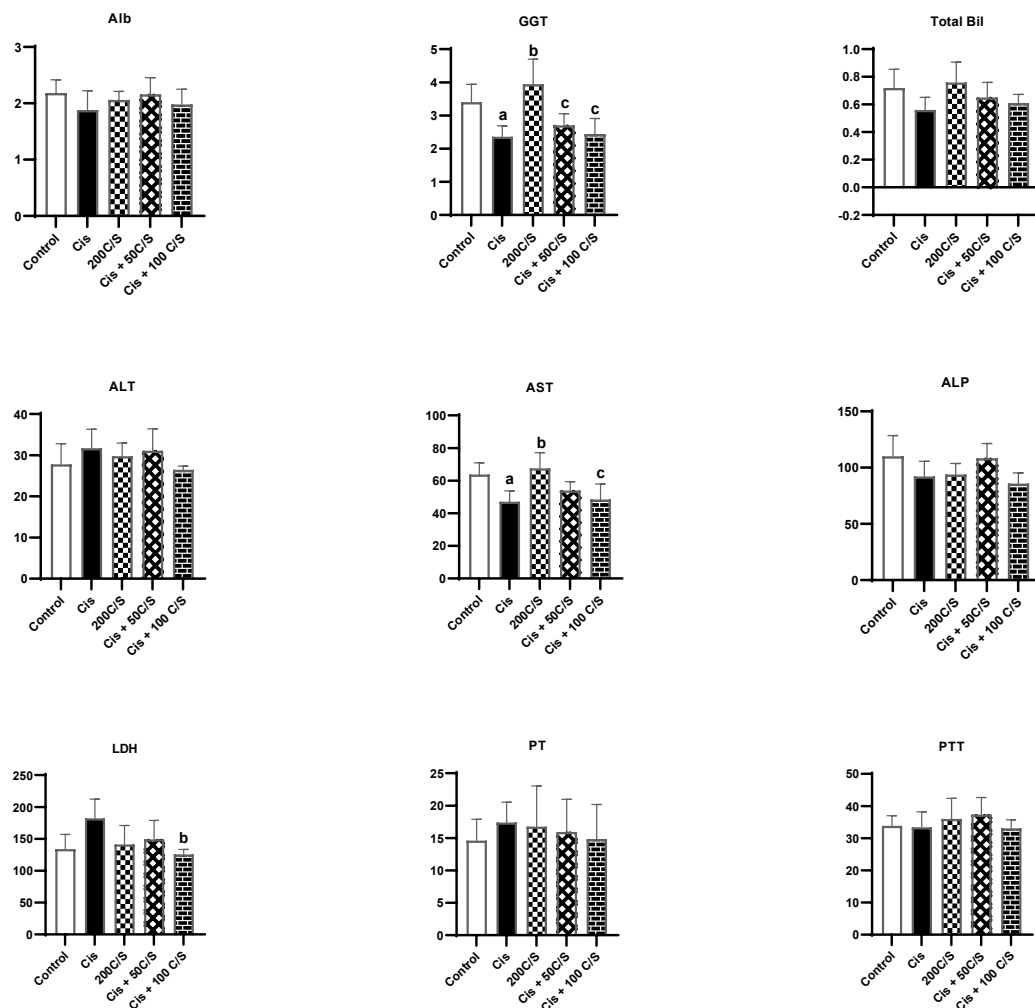 Alb
3
2
1
0
Control
Cis
200C/S
Cis + 50C/S
Cis + 100 C/S
GGT
5
4
3
2
1
0
a
b
c
c
Control
Cis
200C/S
Cis + 50C/S
Cis + 100 C/S
Total Bil
1.0
0.8
0.6
0.4
0.2
0.0
-0.2
Control
Cis
200C/S
Cis + 50C/S
Cis + 100 C/S
ALT
40
30
20
10
0
Control
Cis
200C/S
Cis + 50C/S
Cis + 100 C/S
AST
100
80
60
40
20
0
a
b
c
Control
Cis
200C/S
Cis + 50C/S
Cis + 100 C/S
ALP
150
100
50
0
Control
Cis
200C/S
Cis + 50C/S
Cis + 100 C/S
LDH
250
200
150
100
50
0
b
Control
Cis
200C/S
Cis + 50C/S
Cis + 100 C/S
PT
25
20
15
10
5
0
Control
Cis
200C/S
Cis + 50C/S
Cis + 100 C/S
PTT
50
40
30
20
10
0
Control
Cis
200C/S
Cis + 50C/S
Cis + 100 C/S